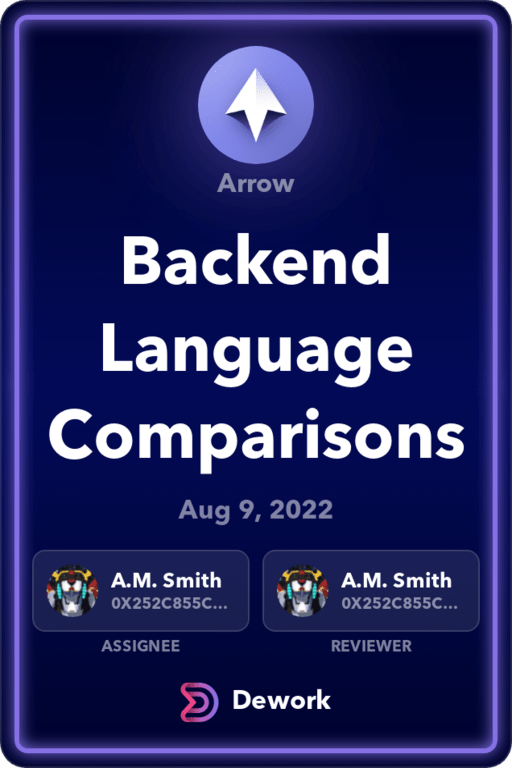 Arrow
Backend
Language
Comparisons
Aug 9, 2022
A.M. Smith
0X252C855C...
ASSIGNEE
A.M. Smith
0X252C855C...
REVIEWER
Dework